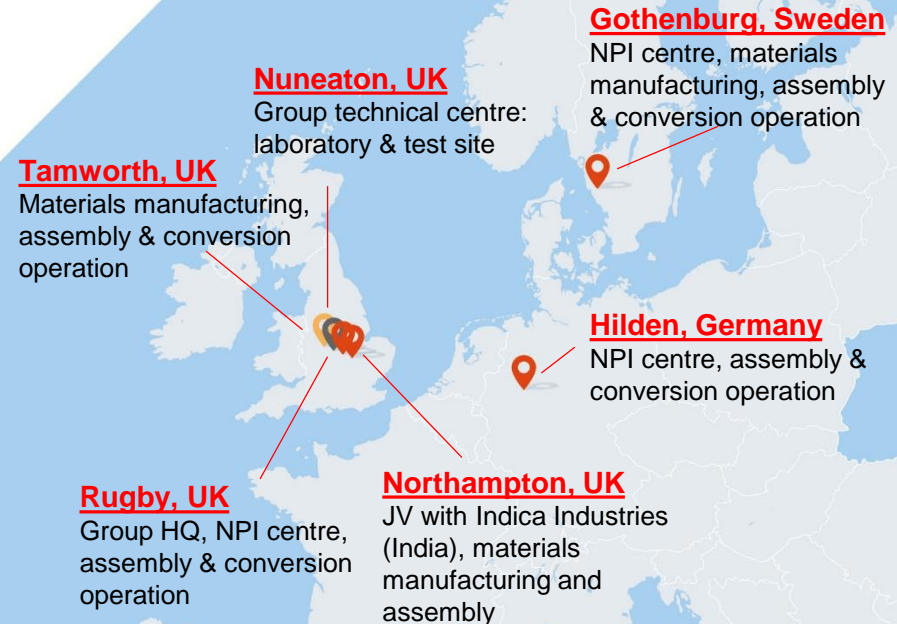 Gothenburg, Sweden
NPI centre, materials
manufacturing, assembly
& conversion operation
Nuneaton, UK
Group technical centre:
laboratory & test site
Tamworth, UK
Materials manufacturing,
assembly & conversion
operation
Hilden, Germany
NPI centre, assembly &
conversion operation
Rugby, UK
Group HQ, NPI centre,
assembly & conversion
operation
Northampton, UK
JV with Indica Industries
(India), materials
manufacturing and
assembly